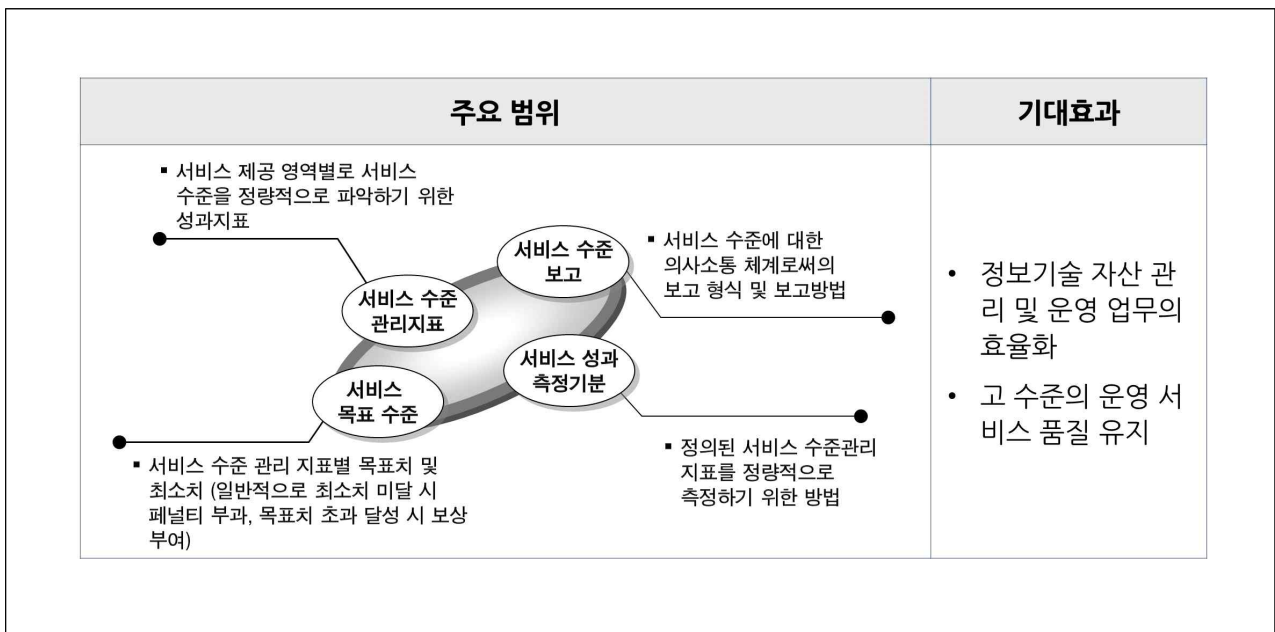 주요 범위
기대효과
▪ 서비스 제공 영역별로 서비스
수준을 정량적으로 파악하기 위한
성과지표
서비스 수준
관리지표
서비스 수준
보고
▪ 서비스 수준에 대한
의사소통 체계로써의
보고 형식 및 보고방법
서비스
목표 수준
서비스 성과
측정기분
▪ 서비스 수준 관리 지표별 목표치 및
최소치 (일반적으로 최소치 미달 시
페널티 부과, 목표치 초과 달성 시 보상
부여)
▪ 정의된 서비스 수준관리
지표를 정량적으로
측정하기 위한 방법
• 정보기술 자산 관
리 및 운영 업무의
효율화
• 고 수준의 운영 서
비스 품질 유지